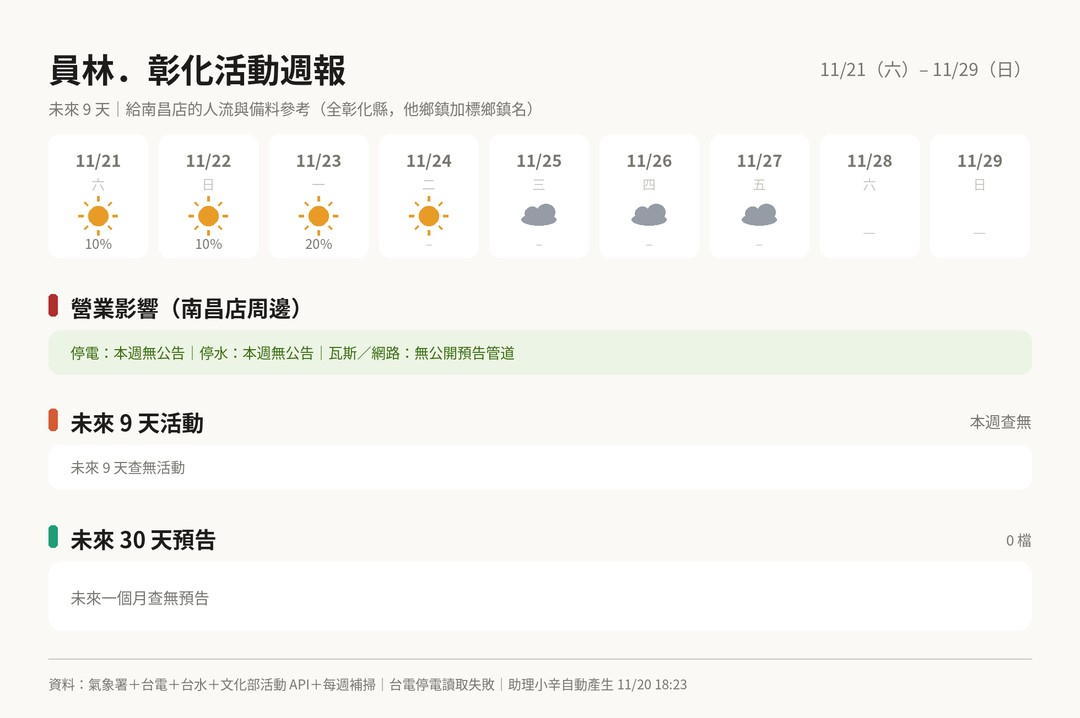 員林．彰化活動週報
11/21（六）– 11/29（日）
未來 9 天｜給南昌店的人流與備料參考（全彰化縣，他鄉鎮加標鄉鎮名）
11/21 11/22 11/23 11/24 11/25 11/26 11/27 11/28 11/29
六 日 一 二 三 四 五 六 日
10% 10% 20% – – – – — —
營業影響（南昌店周邊）
停電：本週無公告｜停水：本週無公告｜瓦斯／網路：無公開預告管道
未來 9 天活動
本週查無
未來 9 天查無活動
未來 30 天預告
0 檔
未來一個月查無預告
資料：氣象署＋台電＋台水＋文化部活動 API＋每週補掃｜台電停電讀取失敗｜助理小辛自動產生 11/20 18:23